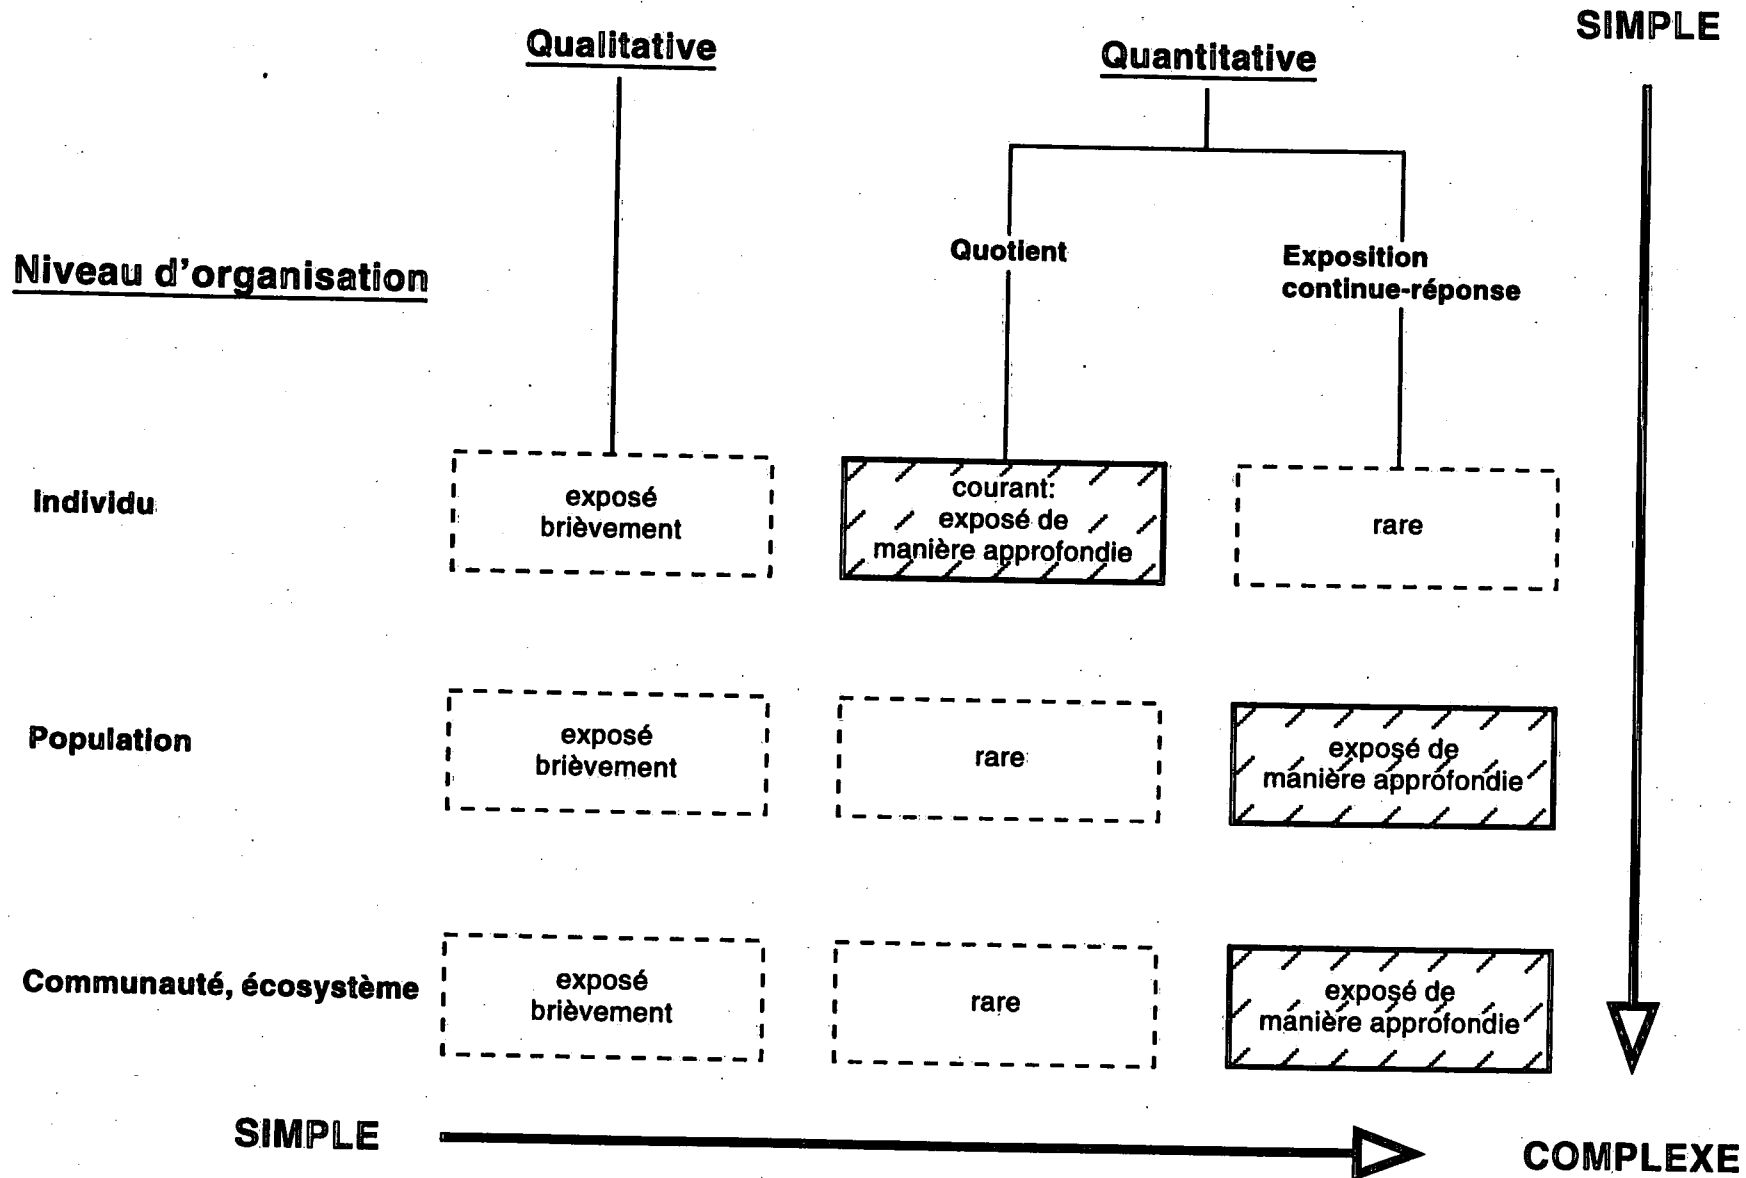 SIMPLE
Qualitative
Quantitative
Niveau d'organisation
Quotient
Exposition
continue-réponse
Individu
exposé
brièvement
courant:
exposé de
manière approfondie
rare
Population
exposé
brièvement
rare
exposé de
manière approfondie
Communauté, écosystème
exposé
brièvement
rare
exposé de
manière approfondie
SIMPLE
COMPLEXE